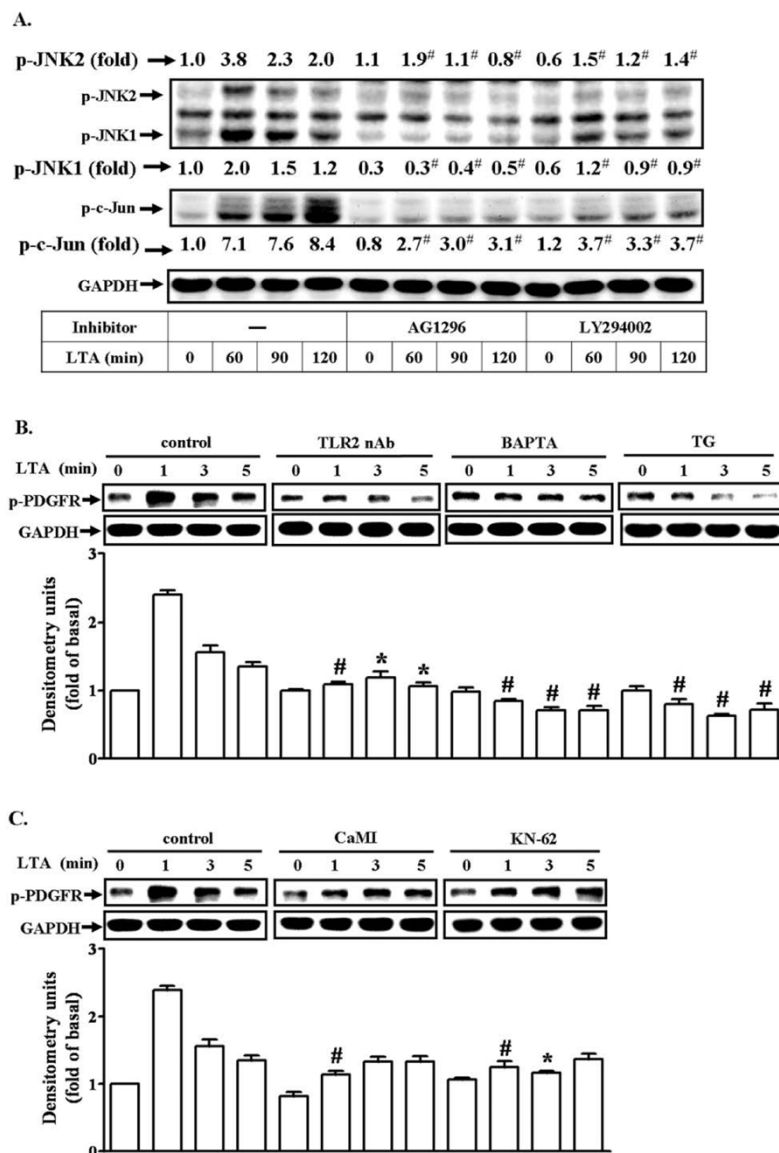 A.
p-JNK2 (fold) 1.0 3.8 2.3 2.0 1.1 1.9# 1.1# 0.8# 0.6 1.5# 1.2# 1.4#
p-JNK2
p-JNK1
p-JNK1 (fold) 1.0 2.0 1.5 1.2 0.3 0.3# 0.4# 0.5# 0.6 1.2# 0.9# 0.9#
p-c-Jun
p-c-Jun (fold) 1.0 7.1 7.6 8.4 0.8 2.7# 3.0# 3.1# 1.2 3.7# 3.3# 3.7#
GAPDH
Inhibitor — AG1296 LY294002
LTA (min) 0 60 90 120 0 60 90 120 0 60 90 120
B.
control TLR2 nAb BAPTA TG
LTA (min) 0 1 3 5 0 1 3 5 0 1 3 5 0 1 3 5
p-PDGFR
GAPDH
Densitometry units
(fold of basal)
3
2
1
0
# * * # # # # # #
C.
control CaMI KN-62
LTA (min) 0 1 3 5 0 1 3 5 0 1 3 5
p-PDGFR
GAPDH
Densitometry units
(fold of basal)
3
2
1
0
# # *